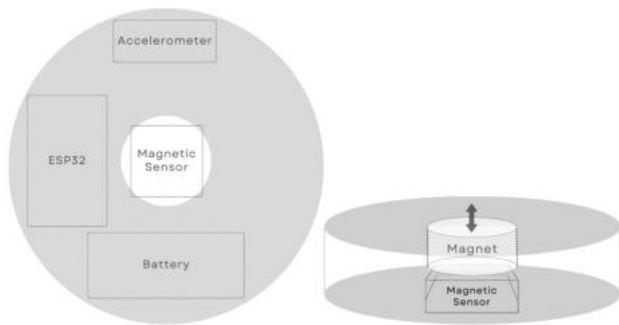 Accelerometer
ESP32
Magnetic
Sensor
Battery
Magnet
Magnetic
Sensor